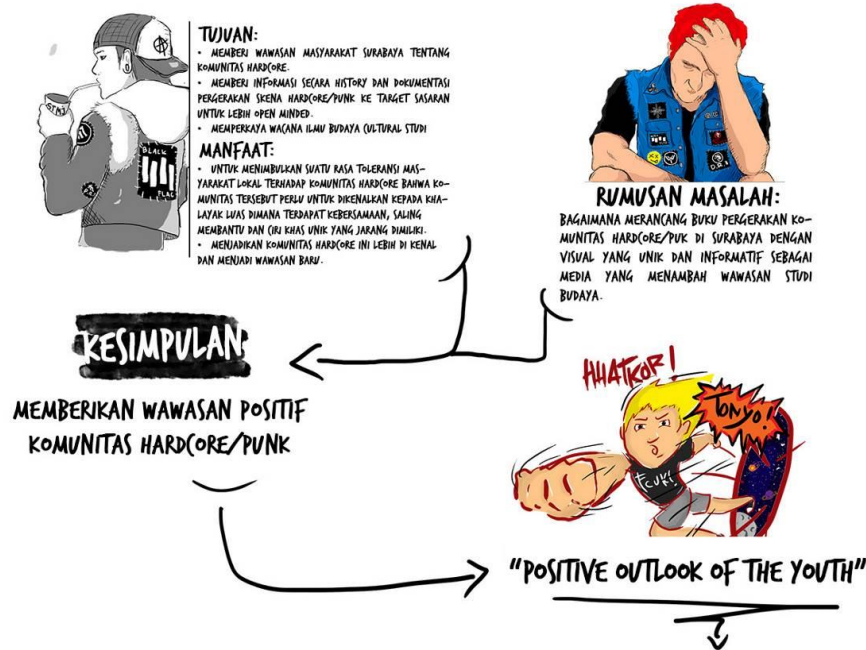 TUJUAN:
• MEMBERI WAWASAN MASYARAKAT SURABAYA TENTANG
KOMUNITAS HARDCORE.
• MEMBERI INFORMASI SECARA HISTORY DAN DOKUMENTASI
PERGERAKAN SKENA HARDCORE/PUNK KE TARGET SASARAN
UNTUK LEBIH OPEN MINDED.
• MEMPERKAYA WACANA ILMU BUDAYA CULTURAL STUDI
MANFAAT:
• UNTUK MENIMBULKAN SUATU RASA TOLERANSI MAS-
YARAKAT LOKAL TERHADAP KOMUNITAS HARDCORE BAHWA KO-
MUNITAS TERSEBUT PERLU UNTUK DIKENALKAN KEPADA KHA-
LAYAK LUAS DIMANA TERDAPAT KEBERSAMAAN, SALING
MEMBANTU DAN CIRI KHAS UNIK YANG JARANG DIMILIKI.
• MENJADIKAN KOMUNITAS HARDCORE INI LEBIH DI KENAL
DAN MENJADI WAWASAN BARU.
BLACK
FLAG
D.R.I
RUMUSAN MASALAH:
BAGAIMANA MERANCANG BUKU PERGERAKAN KO-
MUNITAS HARDCORE/PUK DI SURABAYA DENGAN
VISUAL YANG UNIK DAN INFORMATIF SEBAGAI
MEDIA YANG MENAMBAH WAWASAN STUDI
BUDAYA.
KESIMPULAN
MEMBERIKAN WAWASAN POSITIF
KOMUNITAS HARDCORE/PUNK
HHATKOR!
TONYO!
"POSITIVE OUTLOOK OF THE YOUTH"